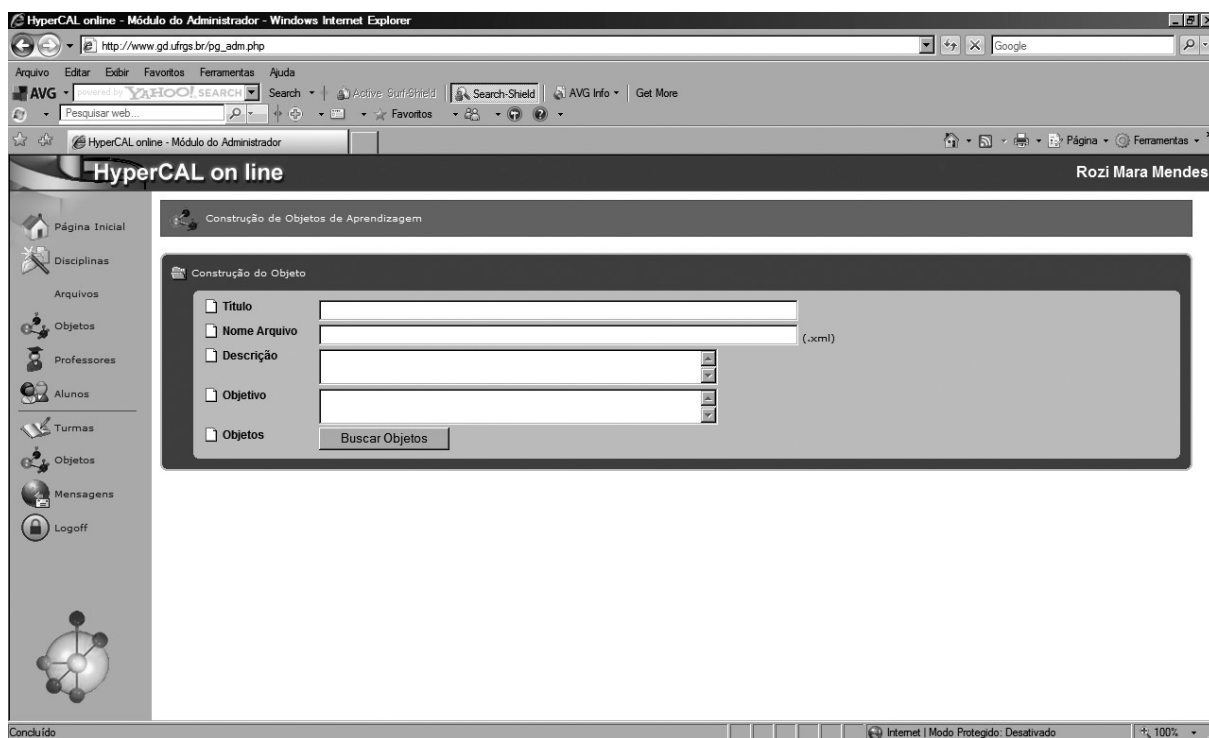 HyperCAL online - Módulo do Administrador - Windows Internet Explorer
http://www.gd.ufrgs.br/pg_adm.php
Google
Arquivo Editar Exibir Favoritos Ferramentas Ajuda
AVG powered by YAHOO! SEARCH Search Active Surf-Shield Search-Shield AVG Info Get More
Pesquisar web... Favoritos
HyperCAL online - Módulo do Administrador Página Ferramentas
HyperCAL on line Rozi Mara Mendes
Página Inicial
Disciplinas
Arquivos
Objetos
Professores
Alunos
Turmas
Objetos
Mensagens
Logoff
Construção de Objetos de Aprendizagem
Construção do Objeto
Título
Nome Arquivo (.xml)
Descrição
Objetivo
Objetos Buscar Objetos
Concluído Internet | Modo Protegido: Desativado 100%